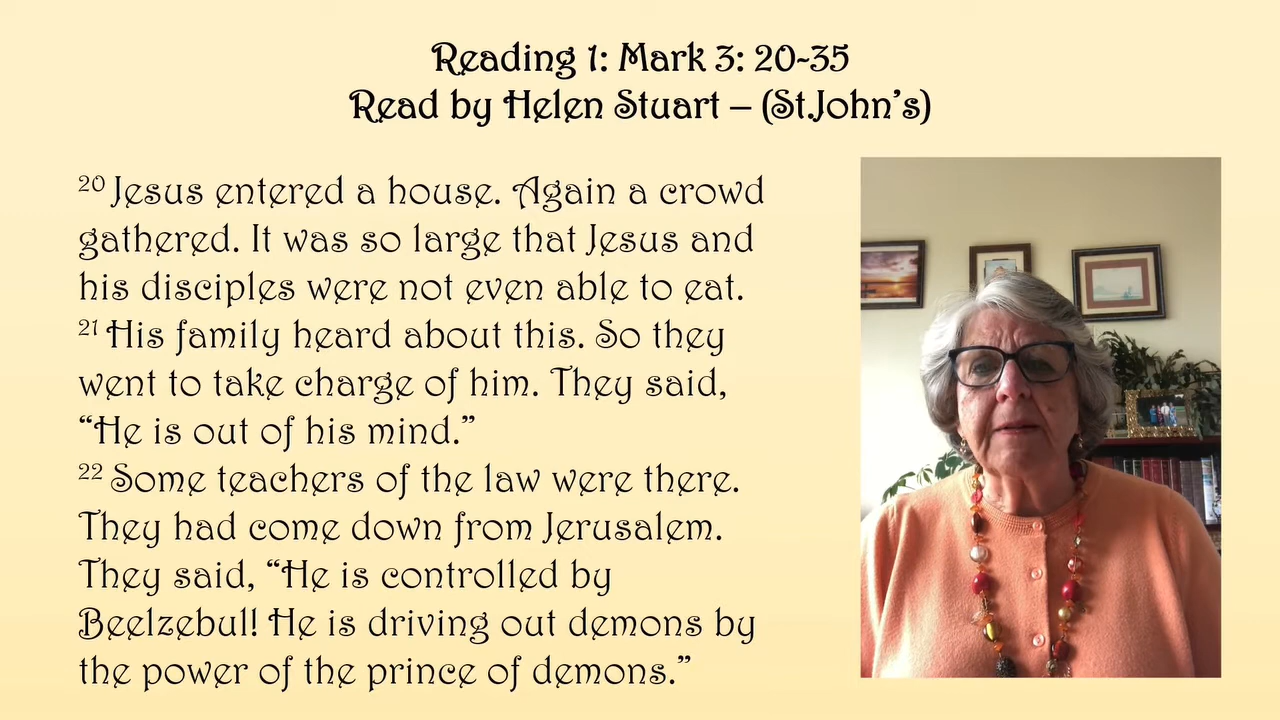 Reading 1: Mark 3: 20-35
Read by Helen Stuart – (St.John’s)
20 Jesus entered a house. Again a crowd
gathered. It was so large that Jesus and
his disciples were not even able to eat.
21 His family heard about this. So they
went to take charge of him. They said,
“He is out of his mind.”
22 Some teachers of the law were there.
They had come down from Jerusalem.
They said, “He is controlled by
Beelzebul! He is driving out demons by
the power of the prince of demons.”